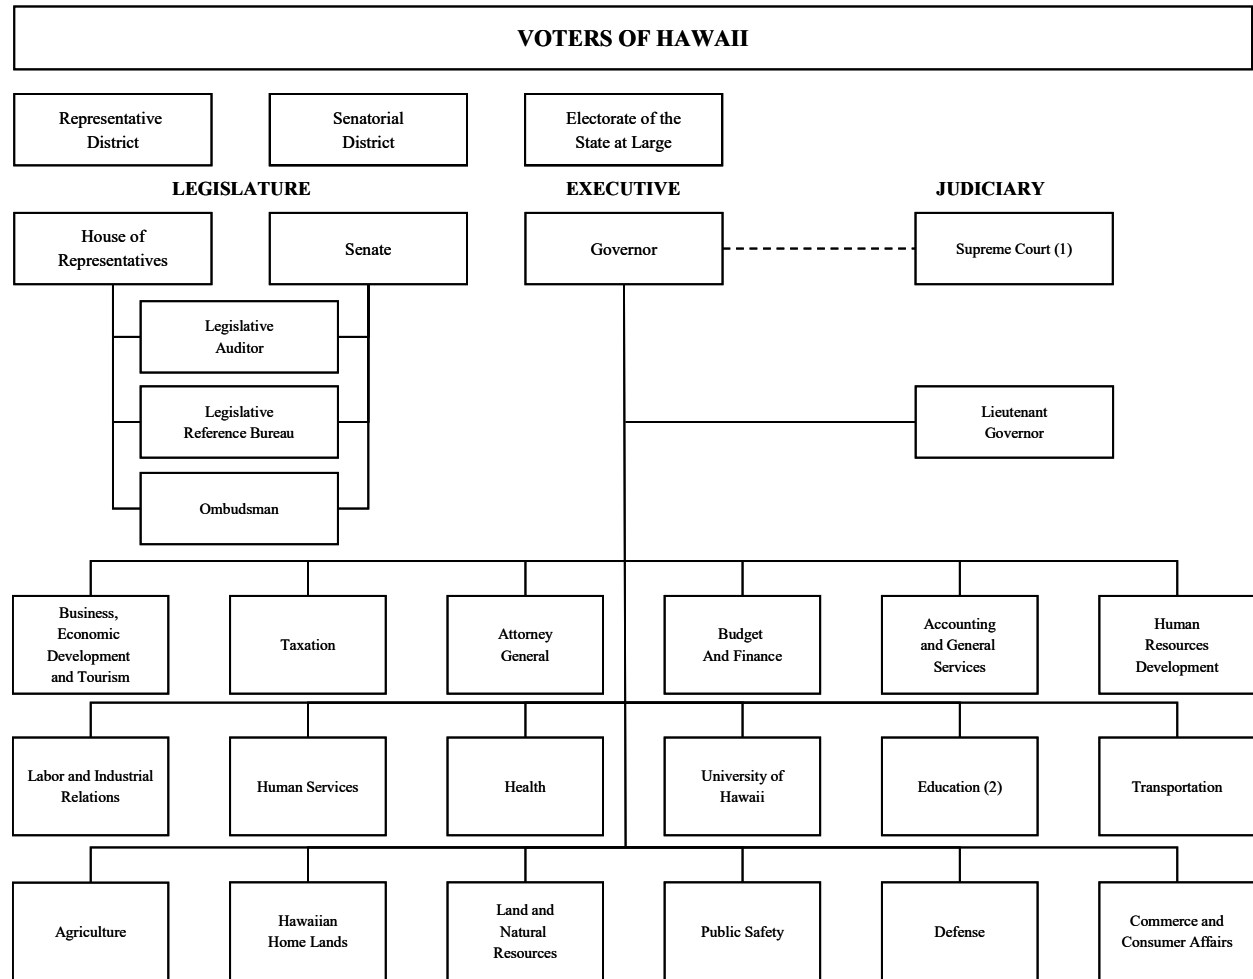 VOTERS OF HAWAII
Representative
District
Senatorial
District
Electorate of the
State at Large
LEGISLATURE
EXECUTIVE
JUDICIARY
House of
Representatives
Senate
Governor
Supreme Court (1)
Legislative
Auditor
Legislative
Reference Bureau
Ombudsman
Lieutenant
Governor
Business,
Economic
Development
and Tourism
Taxation
Attorney
General
Budget
And Finance
Accounting
and General
Services
Human
Resources
Development
Labor and Industrial
Relations
Human Services
Health
University of
Hawaii
Education (2)
Transportation
Agriculture
Hawaiian
Home Lands
Land and
Natural
Resources
Public Safety
Defense
Commerce and
Consumer Affairs